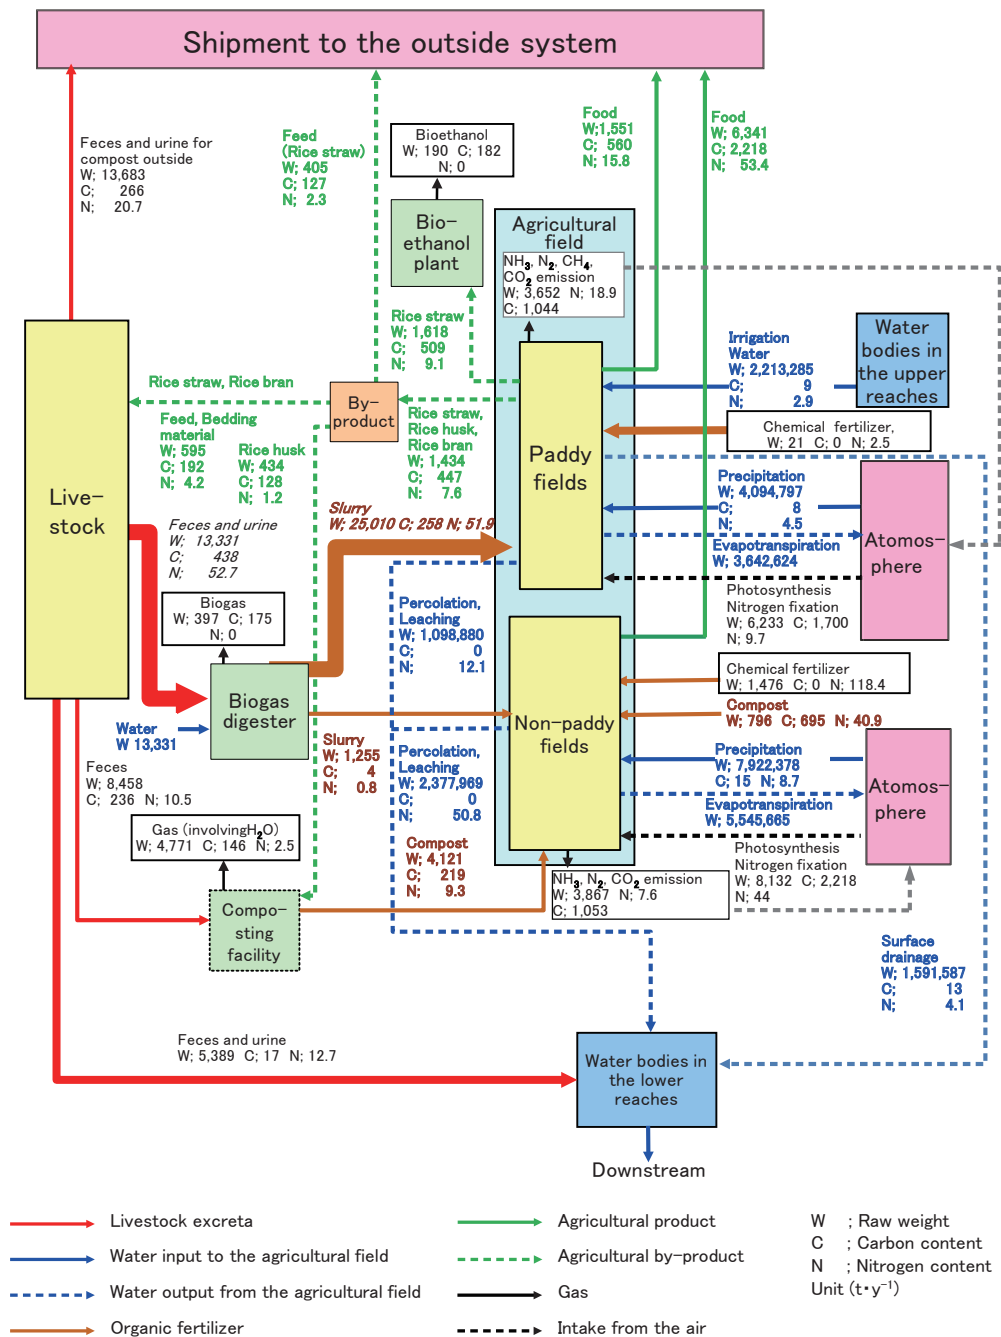 Shipment to the outside system
Feces and urine for
compost outside
W; 13,683
C; 266
N; 20.7
Feed
(Rice straw)
W; 405
C; 127
N; 2.3
Bioethanol
W; 190 C; 182
N; 0
Bio-
ethanol
plant
Food
W;1,551
C; 560
N; 15.8
Food
W; 6,341
C; 2,218
N; 53.4
Agricultural
field
NH₃, N₂, CH₄,
CO₂ emission
W; 3,652 N; 18.9
C; 1,044
Rice straw
W; 1,618
C; 509
N; 9.1
Irrigation
Water
W; 2,213,285
C; 9
N; 2.9
Water
bodies in
the upper
reaches
Rice straw, Rice bran
By-
product
Feed, Bedding
material
W; 595
C; 192
N; 4.2
Rice husk
W; 434
C; 128
N; 1.2
Rice straw,
Rice husk,
Rice bran
W; 1,434
C; 447
N; 7.6
Chemical fertilizer,
W; 21 C; 0 N; 2.5
Paddy
fields
Live-
stock
Precipitation
W; 4,094,797
C; 8
N; 4.5
Atomos-
phere
Slurry
W; 25,010 C; 258 N; 51.9
Feces and urine
W; 13,331
C; 438
N; 52.7
Evapotranspiration
W; 3,642,624
Photosynthesis
Nitrogen fixation
W; 6,233 C; 1,700
N; 9.7
Biogas
W; 397 C; 175
N; 0
Percolation,
Leaching
W; 1,098,880
C; 0
N; 12.1
Biogas
digester
Water
W 13,331
Chemical fertilizer
W; 1,476 C; 0 N; 118.4
Compost
W; 796 C; 695 N; 40.9
Non-paddy
fields
Slurry
W; 1,255
C; 4
N; 0.8
Percolation,
Leaching
W; 2,377,969
C; 0
N; 50.8
Precipitation
W; 7,922,378
C; 15 N; 8.7
Atomos-
phere
Evapotranspiration
W; 5,545,665
Feces
W; 8,458
C; 236 N; 10.5
Gas (involvingH₂O)
W; 4,771 C; 146 N; 2.5
Compost
W; 4,121
C; 219
N; 9.3
Photosynthesis
Nitrogen fixation
W; 8,132 C; 2,218
N; 44
NH₃, N₂, CO₂ emission
W; 3,867 N; 7.6
C; 1,053
Compo-
sting
facility
Surface
drainage
W; 1,591,587
C; 13
N; 4.1
Feces and urine
W; 5,389 C; 17 N; 12.7
Water bodies in
the lower
reaches
Downstream
Livestock excreta
Water input to the agricultural field
Water output from the agricultural field
Organic fertilizer
Agricultural product
Agricultural by-product
Gas
Intake from the air
W ; Raw weight
C ; Carbon content
N ; Nitrogen content
Unit (t•y⁻¹)